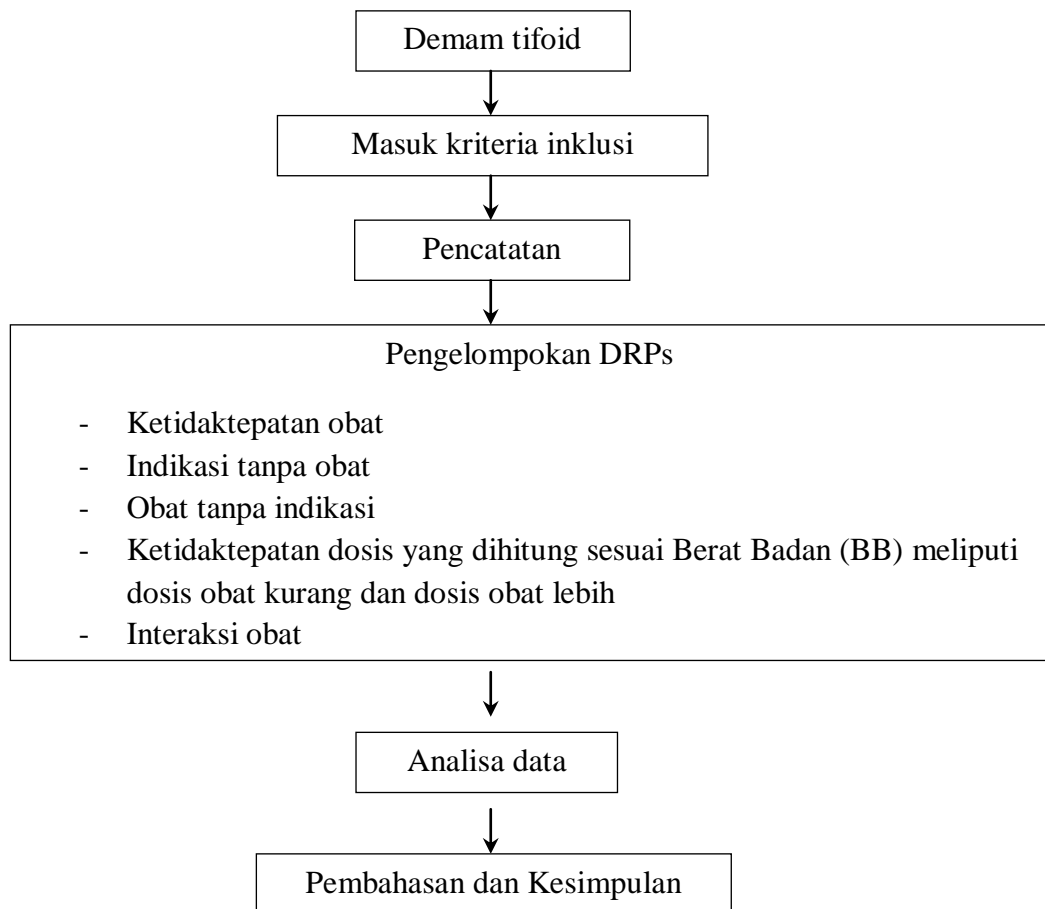 Demam tifoid
Masuk kriteria inklusi
Pencatatan
Pengelompokan DRPs
- Ketidaktepatan obat
- Indikasi tanpa obat
- Obat tanpa indikasi
- Ketidaktepatan dosis yang dihitung sesuai Berat Badan (BB) meliputi
dosis obat kurang dan dosis obat lebih
- Interaksi obat
Analisa data
Pembahasan dan Kesimpulan